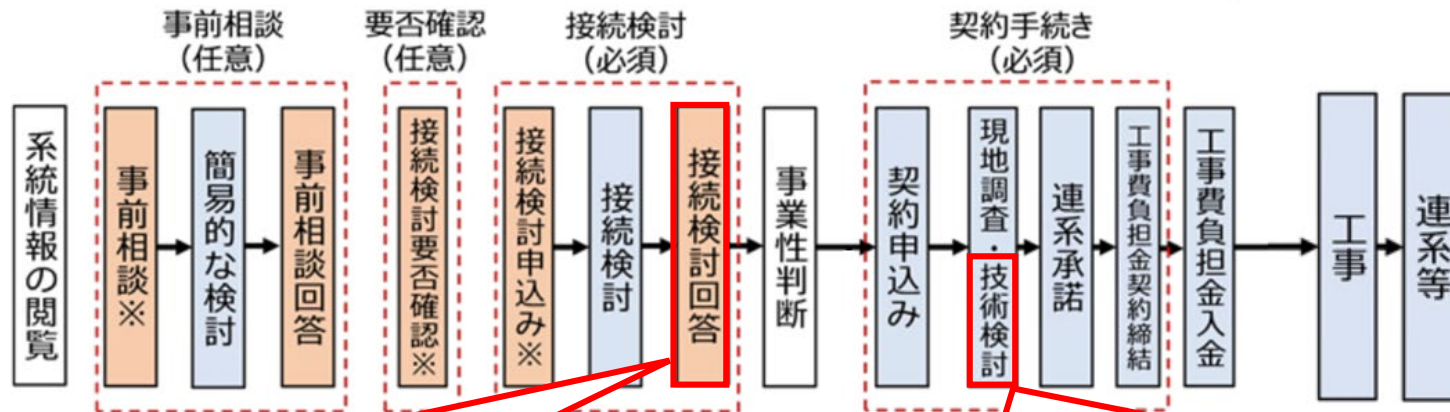 事前相談
(任意)
要否確認
(任意)
接続検討
(必須)
契約手続き
(必須)
系統情報の閲覧
事前相談※
簡易的な検討
事前相談回答
接続検討要否確認※
接続検討申込み※
接続検討
接続検討回答
事業性判断
契約申込み
現地調査・技術検討
連系承諾
工事費負担金契約締結
工事費負担金入金
工事
連系等